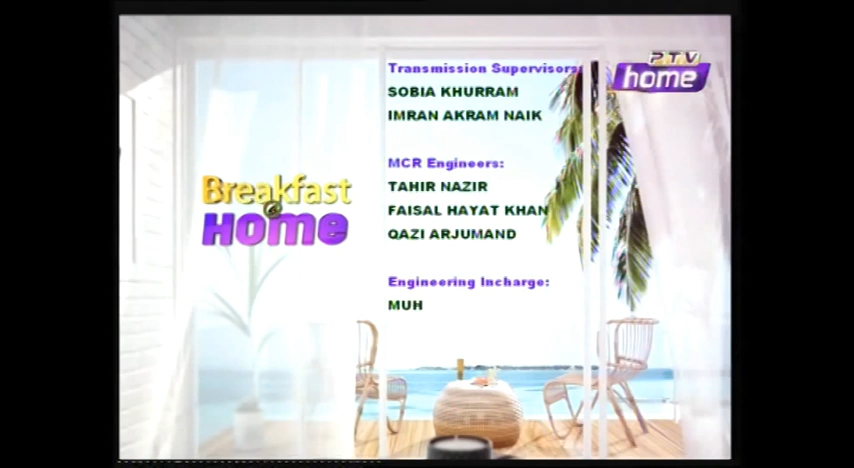 Transmission Supervisors
SOBIA KHURRAM
IMRAN AKRAM NAIK
MCR Engineers:
TAHIR NAZIR
FAISAL HAYAT KHAN
QAZI ARJUMAND
Engineering Incharge:
MUH
Breakfast
@
Home
PTV
home